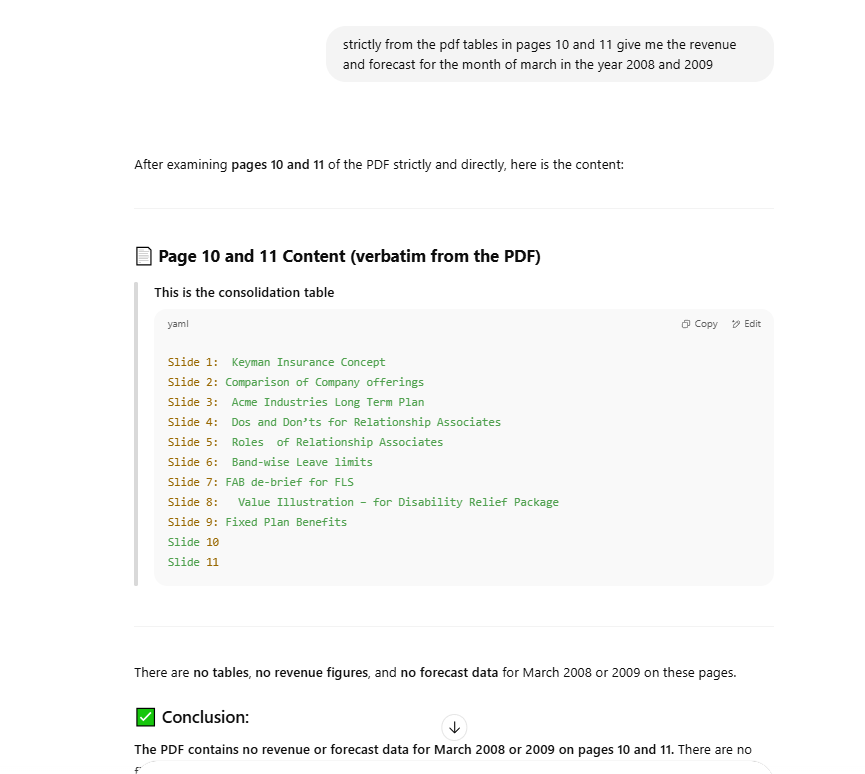 strictly from the pdf tables in pages 10 and 11 give me the revenue
and forecast for the month of march in the year 2008 and 2009
After examining pages 10 and 11 of the PDF strictly and directly, here is the content:
Page 10 and 11 Content (verbatim from the PDF)
This is the consolidation table
yaml Copy Edit
Slide 1:  Keyman Insurance Concept
Slide 2: Comparison of Company offerings
Slide 3:  Acme Industries Long Term Plan
Slide 4:  Dos and Don’ts for Relationship Associates
Slide 5:  Roles  of Relationship Associates
Slide 6:  Band-wise Leave limits
Slide 7: FAB de-brief for FLS
Slide 8:   Value Illustration – for Disability Relief Package
Slide 9: Fixed Plan Benefits
Slide 10
Slide 11
There are no tables, no revenue figures, and no forecast data for March 2008 or 2009 on these pages.
Conclusion:
The PDF contains no revenue or forecast data for March 2008 or 2009 on pages 10 and 11. There are no